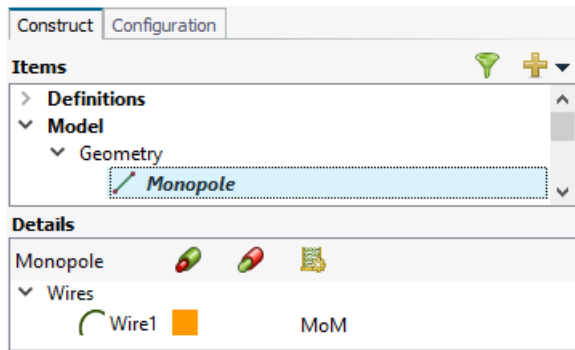 Construct Configuration
Items
Definitions
Model
Geometry
Monopole
Details
Monopole
Wires
Wire1 MoM